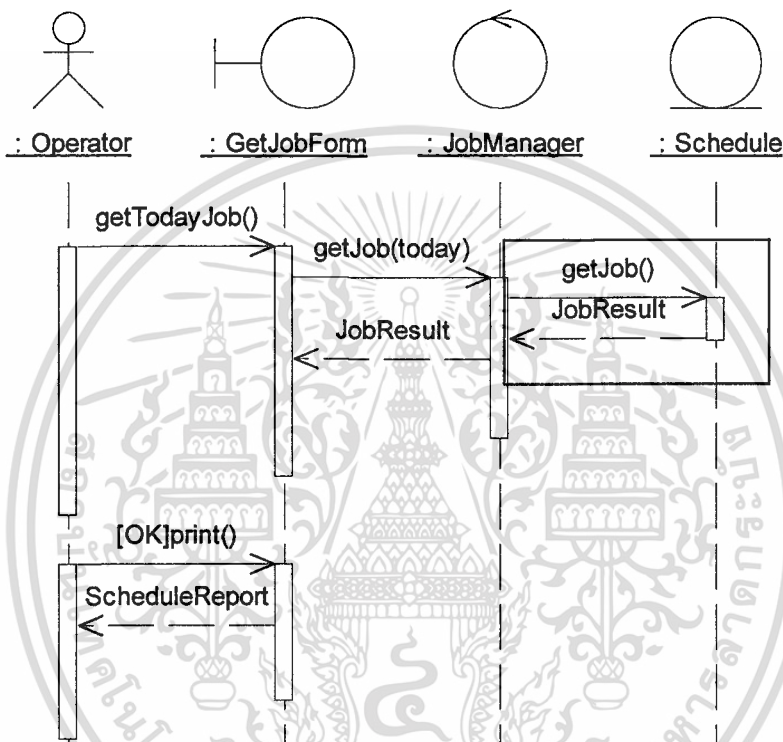 : Operator
: GetJobForm
: JobManager
: Schedule
getTodayJob()
getJob(today)
getJob()
JobResult
JobResult
[OK]print()
ScheduleReport